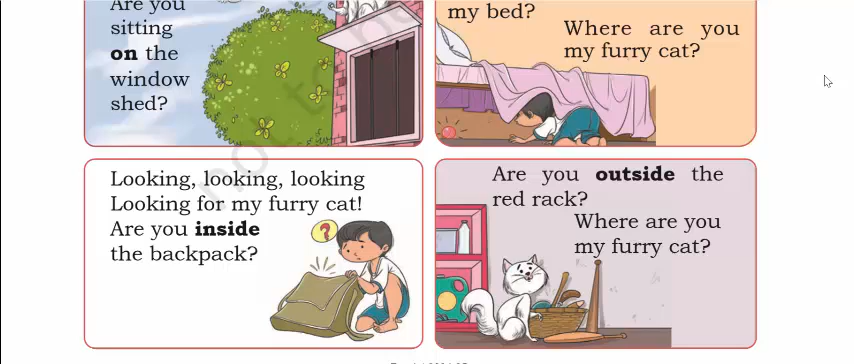 Are you
sitting
on the
window
shed?
my bed?
Where are you
my furry cat?
Looking, looking, looking
Looking for my furry cat!
Are you inside
the backpack?
?
Are you outside the
red rack?
Where are you
my furry cat?